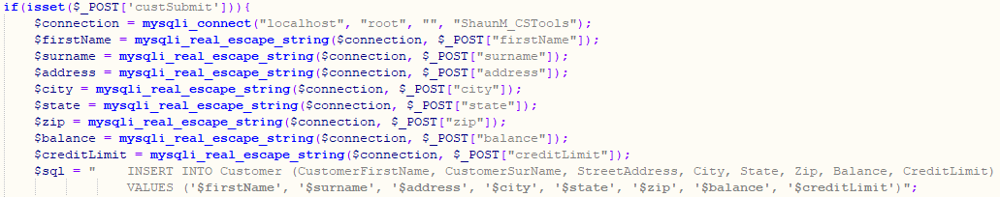 if(isset($_POST['custSubmit'])){
$connection = mysqli_connect("localhost", "root", "", "ShaunM_CSTools");
$firstName = mysqli_real_escape_string($connection, $_POST["firstName"]);
$surname = mysqli_real_escape_string($connection, $_POST["surname"]);
$address = mysqli_real_escape_string($connection, $_POST["address"]);
$city = mysqli_real_escape_string($connection, $_POST["city"]);
$state = mysqli_real_escape_string($connection, $_POST["state"]);
$zip = mysqli_real_escape_string($connection, $_POST["zip"]);
$balance = mysqli_real_escape_string($connection, $_POST["balance"]);
$creditLimit = mysqli_real_escape_string($connection, $_POST["creditLimit"]);
$sql = "    INSERT INTO Customer (CustomerFirstName, CustomerSurName, StreetAddress, City, State, Zip, Balance, CreditLimit)
VALUES ('$firstName', '$surname', '$address', '$city', '$state', '$zip', '$balance', '$creditLimit')";